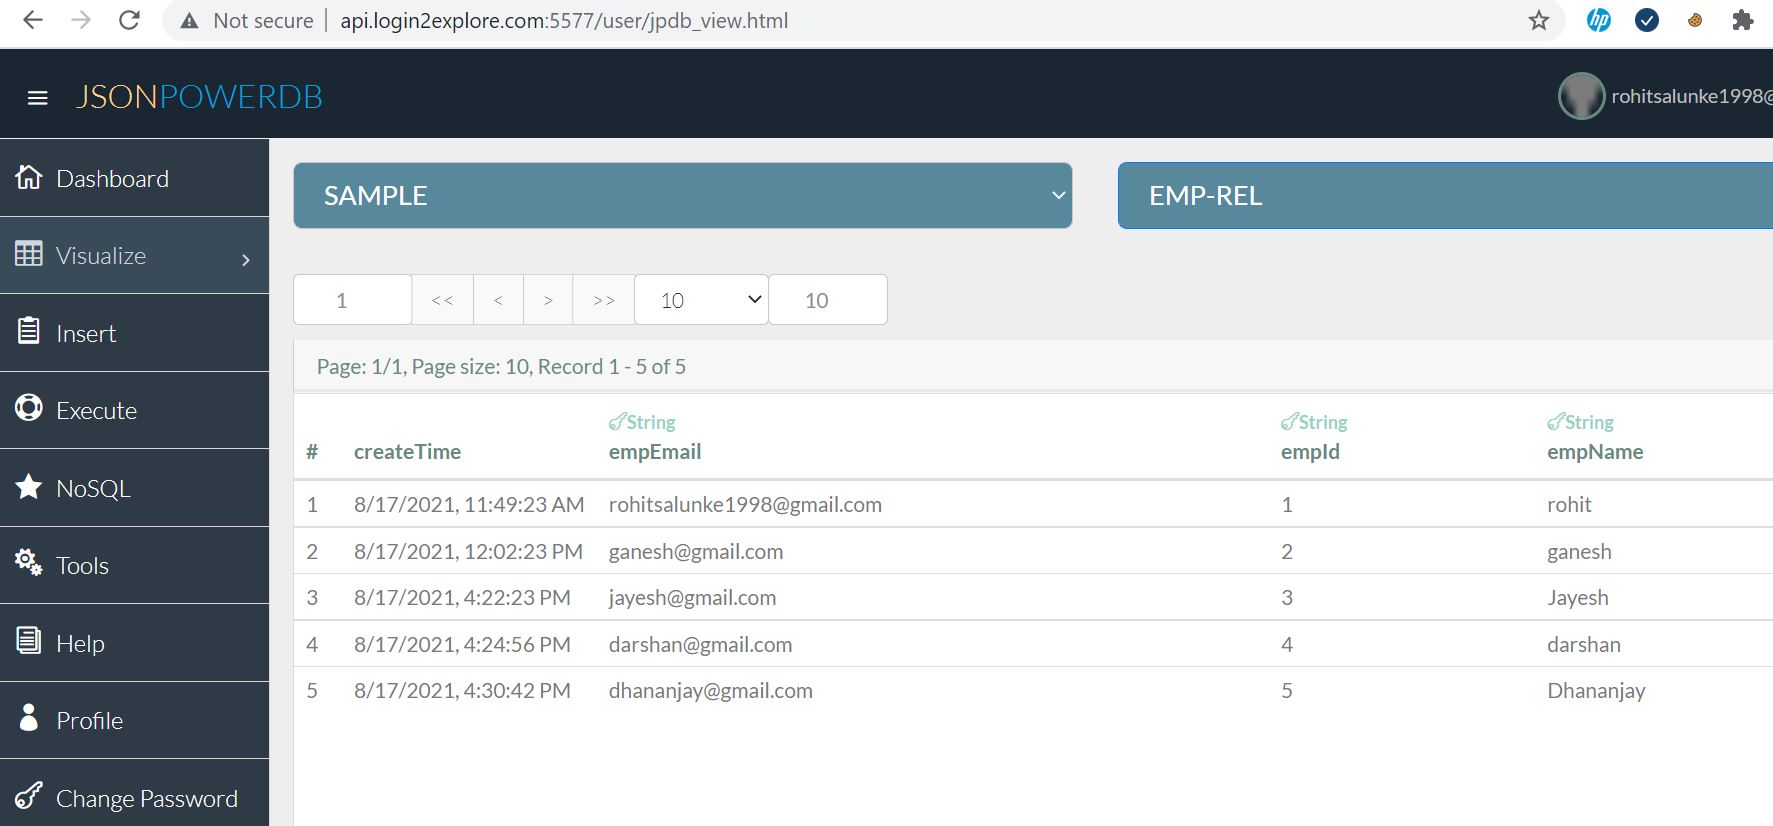 Not secure | api.login2explore.com:5577/user/jpdb_view.html
hp
JSONPOWERDB
rohitsalunke1998@
Dashboard
Visualize
Insert
Execute
NoSQL
Tools
Help
Profile
Change Password
SAMPLE
EMP-REL
1 << < > >> 10 10
Page: 1/1, Page size: 10, Record 1 - 5 of 5
String String String
# createTime empEmail empId empName
1 8/17/2021, 11:49:23 AM rohitsalunke1998@gmail.com 1 rohit
2 8/17/2021, 12:02:23 PM ganesh@gmail.com 2 ganesh
3 8/17/2021, 4:22:23 PM jayesh@gmail.com 3 Jayesh
4 8/17/2021, 4:24:56 PM darshan@gmail.com 4 darshan
5 8/17/2021, 4:30:42 PM dhananjay@gmail.com 5 Dhananjay